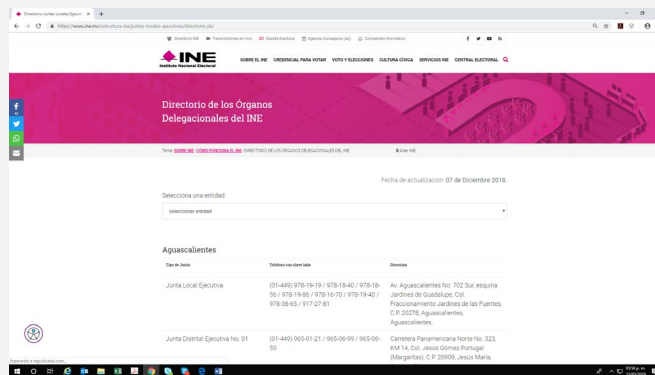 Directorio Juntas Locales Ejecuti
https://www.ine.mx/estructura-ine/juntas-locales-ejecutivas/directorio-jle/
Directorio INE Transmisiones en vivo Gaceta Electoral Agenda Consejeros (as) Compendio Normativo
INE
Instituto Nacional Electoral
SOBRE EL INE CREDENCIAL PARA VOTAR VOTO Y ELECCIONES CULTURA CÍVICA SERVICIOS INE CENTRAL ELECTORAL
Directorio de los Órganos
Delegacionales del INE
Tema: SOBRE INE CÓMO FUNCIONA EL INE DIRECTORIO DE LOS ÓRGANOS DELEGACIONALES DEL INE Área: INE
Fecha de actualización: 07 de Diciembre 2018.
Selecciona una entidad:
seleccionar entidad
Aguascalientes
Tipo de Junta Teléfono con clave lada Dirección
Junta Local Ejecutiva (01-449) 978-19-19 / 978-18-40 / 978-18- Av. Aguascalientes No. 702 Sur, esquina
56 / 978-19-86 / 978-16-70 / 978-19-40 / Jardines de Guadalupe, Col.
978-38-65 / 917-27-81 Fraccionamiento Jardines de las Fuentes,
C.P. 20278, Aguascalientes,
Aguascalientes.
Junta Distrital Ejecutiva No. 01 (01-449) 965-01-21 / 965-06-99 / 965-06- Carretera Panamericana Norte No. 323,
50 KM 14, Col. Jesús Gómez Portugal
(Margaritas), C.P. 20909, Jesús María,
Esperando a tags.bluekai.com...